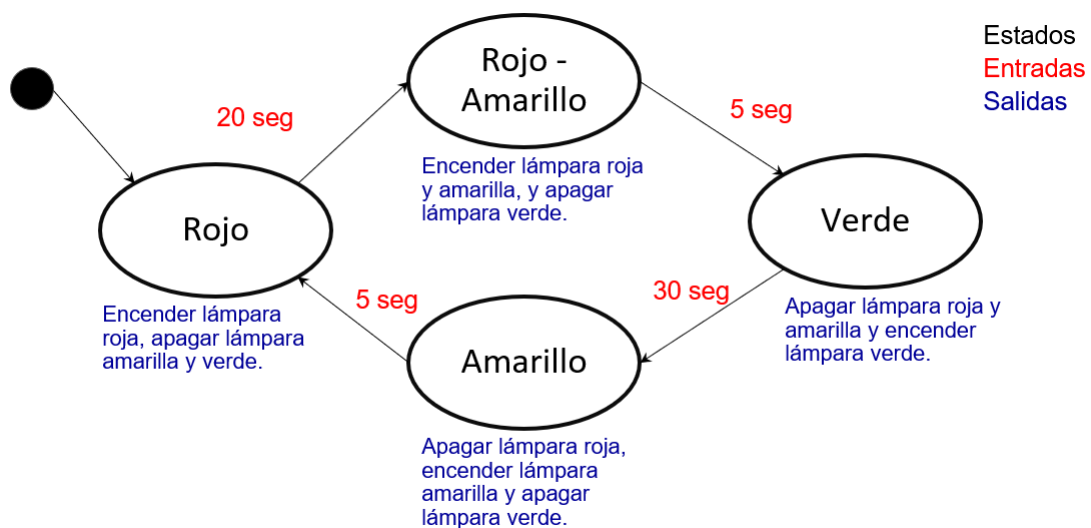 Estados
Entradas
Salidas
Rojo -
Amarillo
20 seg
5 seg
Encender lámpara roja
y amarilla, y apagar
lámpara verde.
Rojo
Verde
Encender lámpara
roja, apagar lámpara
amarilla y verde.
5 seg
30 seg
Apagar lámpara roja y
amarilla y encender
lámpara verde.
Amarillo
Apagar lámpara roja,
encender lámpara
amarilla y apagar
lámpara verde.